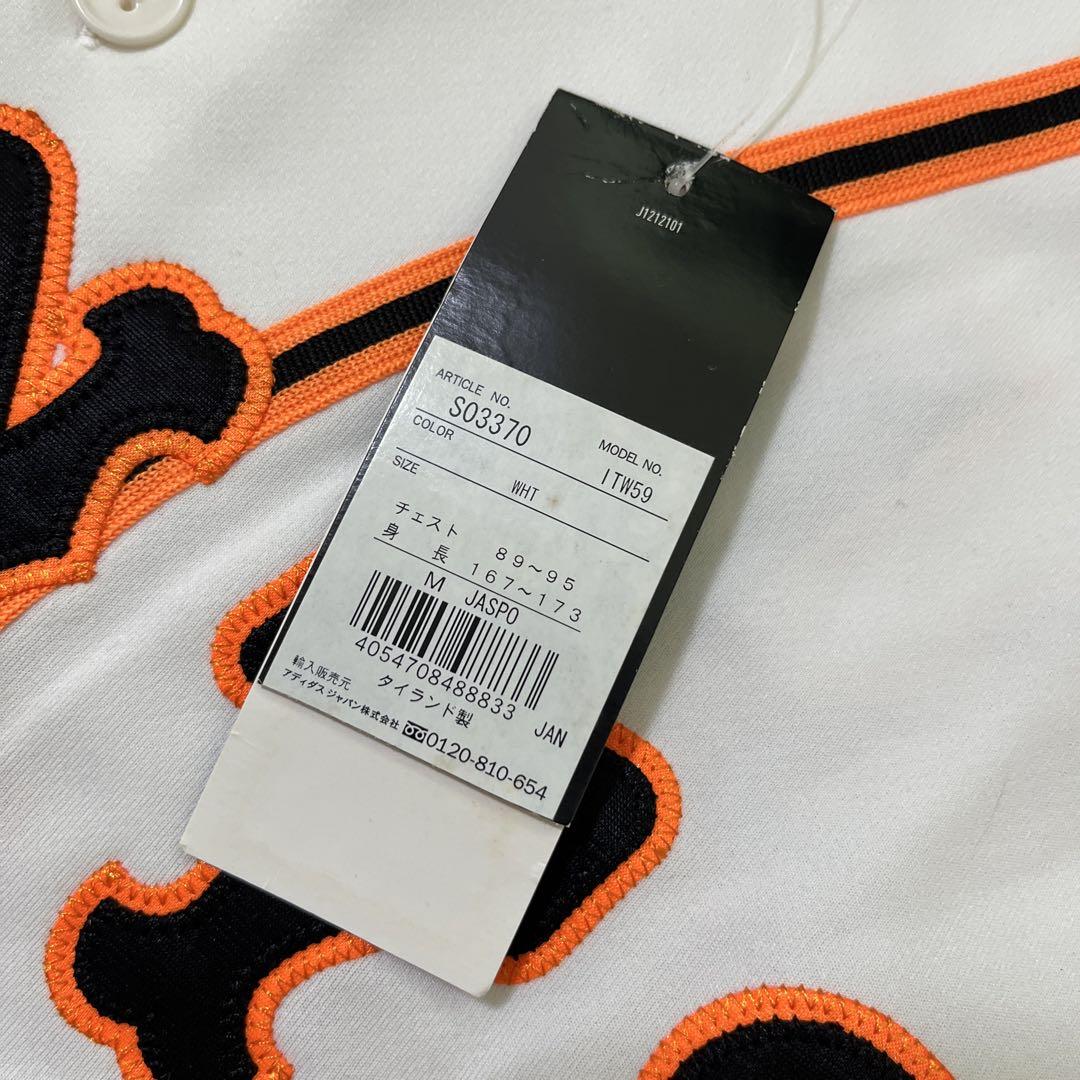 J1212101
ARTICLE NO.
S03370
MODEL NO.
COLOR
ITW59
SIZE
WHT
チェスト 89~95
身 長 167~173
M JASPO
4054708488833
JAN
輸入販売元
アディダス ジャパン株式会社
タイランド製
0120-810-654